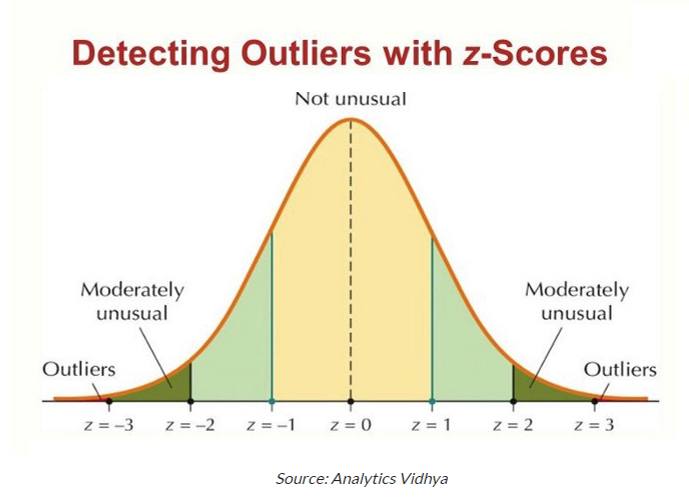 Detecting Outliers with z-Scores
Not unusual
Moderately
unusual
Moderately
unusual
Outliers
Outliers
z = –3
z = –2
z = –1
z = 0
z = 1
z = 2
z = 3
Source: Analytics Vidhya